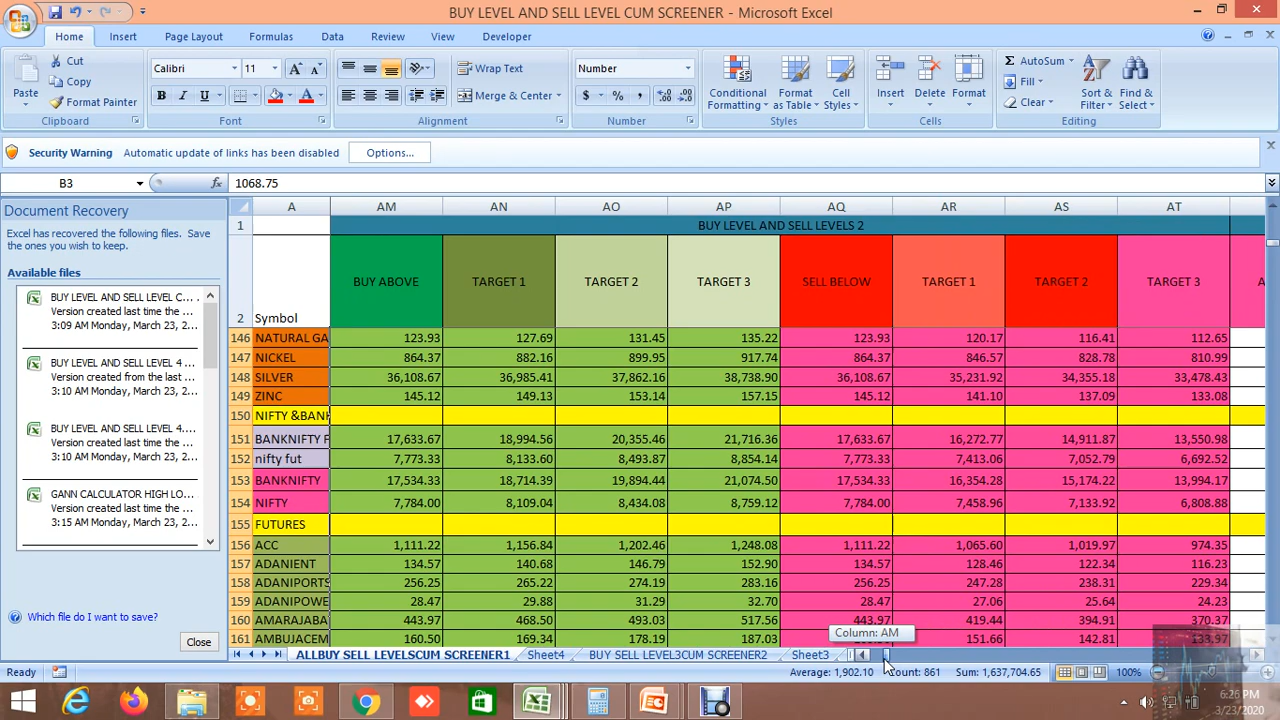 BUY LEVEL AND SELL LEVEL CUM SCREENER - Microsoft Excel
Home Insert Page Layout Formulas Data Review View Developer
Paste
Cut
Copy
Format Painter
Clipboard
Calibri 11
B I U
Font
Wrap Text
Merge & Center
Alignment
Number
$ % ,
Number
Conditional Formatting
Format as Table
Cell Styles
Styles
Insert Delete Format
Cells
AutoSum
Fill
Clear
Sort & Filter
Find & Select
Editing
Security Warning Automatic update of links has been disabled Options...
B3 fx 1068.75
Document Recovery
Excel has recovered the following files. Save the ones you wish to keep.
Available files
BUY LEVEL AND SELL LEVEL C...
Version created last time the ...
3:09 AM Monday, March 23, 2...
BUY LEVEL AND SELL LEVEL 4 ...
Version created from the last ...
3:10 AM Monday, March 23, 2...
BUY LEVEL AND SELL LEVEL 4....
Version created last time the ...
3:10 AM Monday, March 23, 2...
GANN CALCULATOR HIGH LO...
Version created last time the ...
3:15 AM Monday, March 23, 2...
Which file do I want to save?
Close
A AM AN AO AP AQ AR AS AT
1 BUY LEVEL AND SELL LEVELS 2
2 Symbol BUY ABOVE TARGET 1 TARGET 2 TARGET 3 SELL BELOW TARGET 1 TARGET 2 TARGET 3 A
146 NATURAL GA 123.93 127.69 131.45 135.22 123.93 120.17 116.41 112.65
147 NICKEL 864.37 882.16 899.95 917.74 864.37 846.57 828.78 810.99
148 SILVER 36,108.67 36,985.41 37,862.16 38,738.90 36,108.67 35,231.92 34,355.18 33,478.43
149 ZINC 145.12 149.13 153.14 157.15 145.12 141.10 137.09 133.08
150 NIFTY &BANK
151 BANKNIFTY F 17,633.67 18,994.56 20,355.46 21,716.36 17,633.67 16,272.77 14,911.87 13,550.98
152 nifty fut 7,773.33 8,133.60 8,493.87 8,854.14 7,773.33 7,413.06 7,052.79 6,692.52
153 BANKNIFTY 17,534.33 18,714.39 19,894.44 21,074.50 17,534.33 16,354.28 15,174.22 13,994.17
154 NIFTY 7,784.00 8,109.04 8,434.08 8,759.12 7,784.00 7,458.96 7,133.92 6,808.88
155 FUTURES
156 ACC 1,111.22 1,156.84 1,202.46 1,248.08 1,111.22 1,065.60 1,019.97 974.35
157 ADANIENT 134.57 140.68 146.79 152.90 134.57 128.46 122.34 116.23
158 ADANIPORTS 256.25 265.22 274.19 283.16 256.25 247.28 238.31 229.34
159 ADANIPOWE 28.47 29.88 31.29 32.70 28.47 27.06 25.64 24.23
160 AMARAJABA 443.97 468.50 493.03 517.56 443.97 419.44 394.91 370.37
161 AMBUJACEM 160.50 169.34 178.19 187.03 151.66 142.81 133.97
Column: AM
ALLBUY SELL LEVELSCUM SCREENER1 Sheet4 BUY SELL LEVEL3CUM SCREENER2 Sheet3
Ready Average: 1,902.10 Count: 861 Sum: 1,637,704.65 100%
6:26 PM
3/23/2020